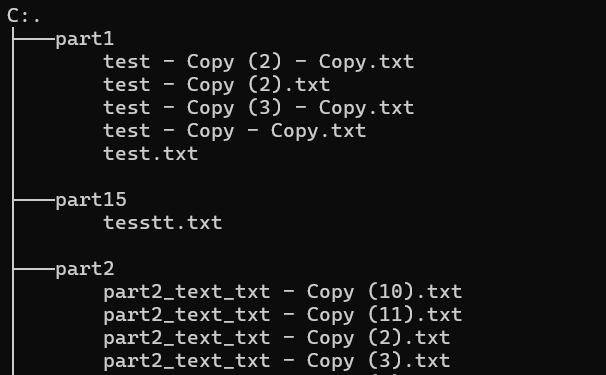 C:.
├───part1
│       test - Copy (2) - Copy.txt
│       test - Copy (2).txt
│       test - Copy (3) - Copy.txt
│       test - Copy - Copy.txt
│       test.txt
│
├───part15
│       tesstt.txt
│
├───part2
│       part2_text_txt - Copy (10).txt
│       part2_text_txt - Copy (11).txt
│       part2_text_txt - Copy (2).txt
│       part2_text_txt - Copy (3).txt